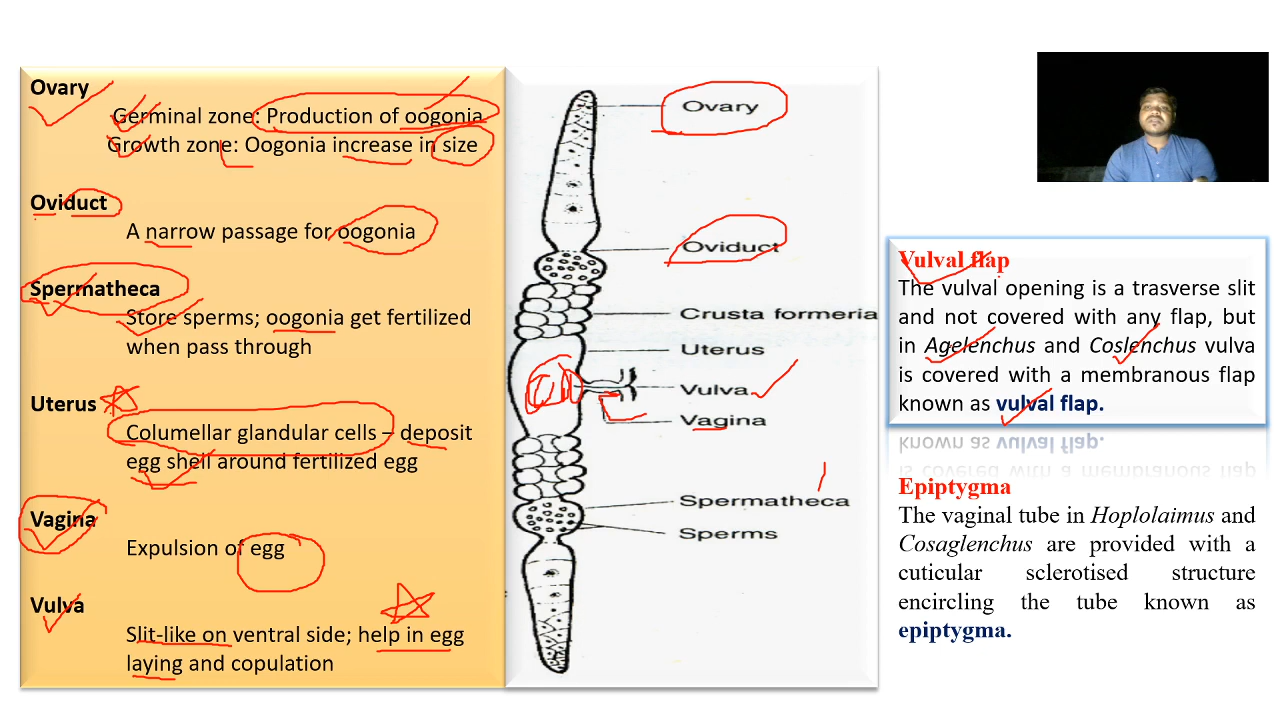 Ovary
Germinal zone: Production of oogonia
Growth zone: Oogonia increase in size
Oviduct
A narrow passage for oogonia
Spermatheca
Store sperms; oogonia get fertilized
when pass through
Uterus
Columellar glandular cells – deposit
egg shell around fertilized egg
Vagina
Expulsion of egg
Vulva
Slit-like on ventral side; help in egg
laying and copulation
Ovary
Oviduct
Crusta formeria
Uterus
Vulva
Vagina
Spermatheca
Sperms
Vulval flap
The vulval opening is a trasverse slit
and not covered with any flap, but
in Agelenchus and Coslenchus vulva
is covered with a membranous flap
known as vulval flap.
Epiptygma
The vaginal tube in Hoplolaimus and
Cosaglenchus are provided with a
cuticular sclerotised structure
encircling the tube known as
epiptygma.